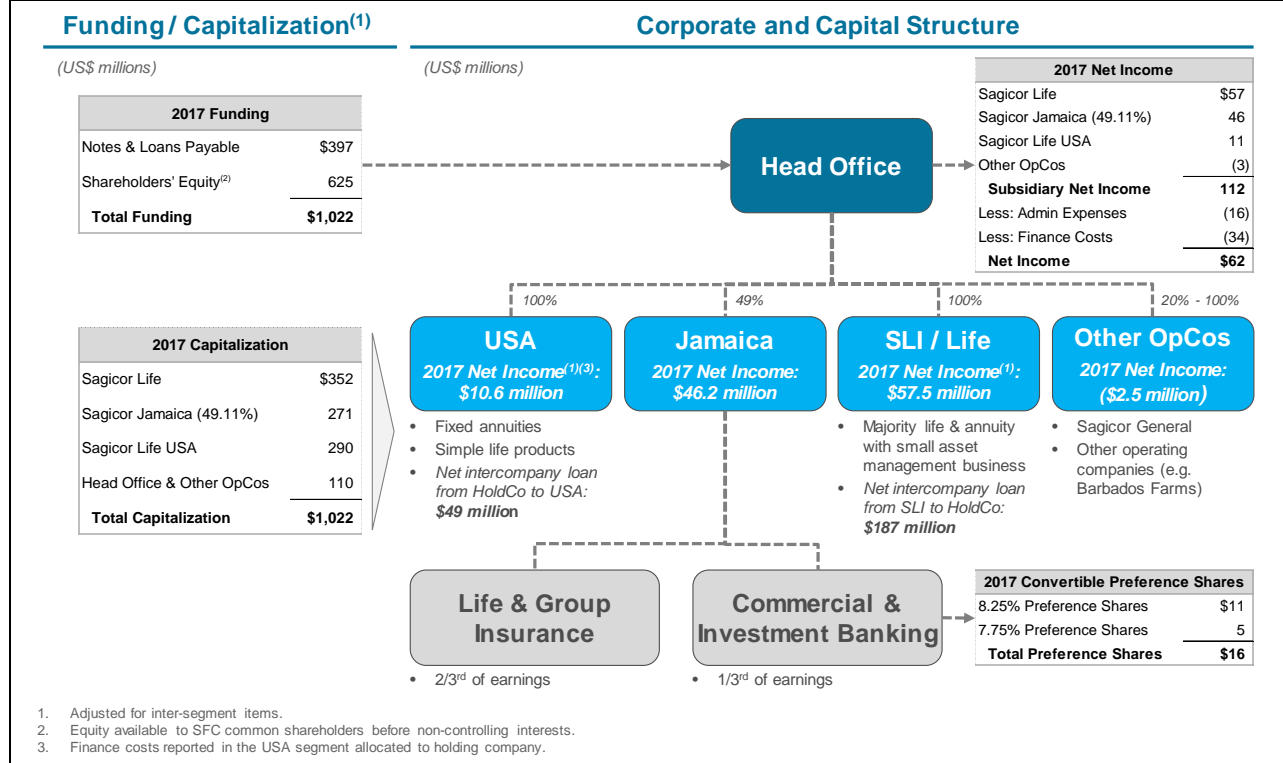 Funding / Capitalization(1)
Corporate and Capital Structure
(US$ millions)
(US$ millions)
2017 Funding
Notes & Loans Payable $397
Shareholders' Equity(2) 625
Total Funding $1,022
Head Office
2017 Net Income
Sagicor Life $57
Sagicor Jamaica (49.11%) 46
Sagicor Life USA 11
Other OpCos (3)
Subsidiary Net Income 112
Less: Admin Expenses (16)
Less: Finance Costs (34)
Net Income $62
100%
49%
100%
20% - 100%
2017 Capitalization
Sagicor Life $352
Sagicor Jamaica (49.11%) 271
Sagicor Life USA 290
Head Office & Other OpCos 110
Total Capitalization $1,022
USA
2017 Net Income(1)(3):
$10.6 million
• Fixed annuities
• Simple life products
• Net intercompany loan
from HoldCo to USA:
$49 million
Jamaica
2017 Net Income:
$46.2 million
SLI / Life
2017 Net Income(1):
$57.5 million
• Majority life & annuity
with small asset
management business
• Net intercompany loan
from SLI to HoldCo:
$187 million
Other OpCos
2017 Net Income:
($2.5 million)
• Sagicor General
• Other operating
companies (e.g.
Barbados Farms)
Life & Group
Insurance
• 2/3rd of earnings
Commercial &
Investment Banking
• 1/3rd of earnings
2017 Convertible Preference Shares
8.25% Preference Shares $11
7.75% Preference Shares 5
Total Preference Shares $16
1. Adjusted for inter-segment items.
2. Equity available to SFC common shareholders before non-controlling interests.
3. Finance costs reported in the USA segment allocated to holding company.